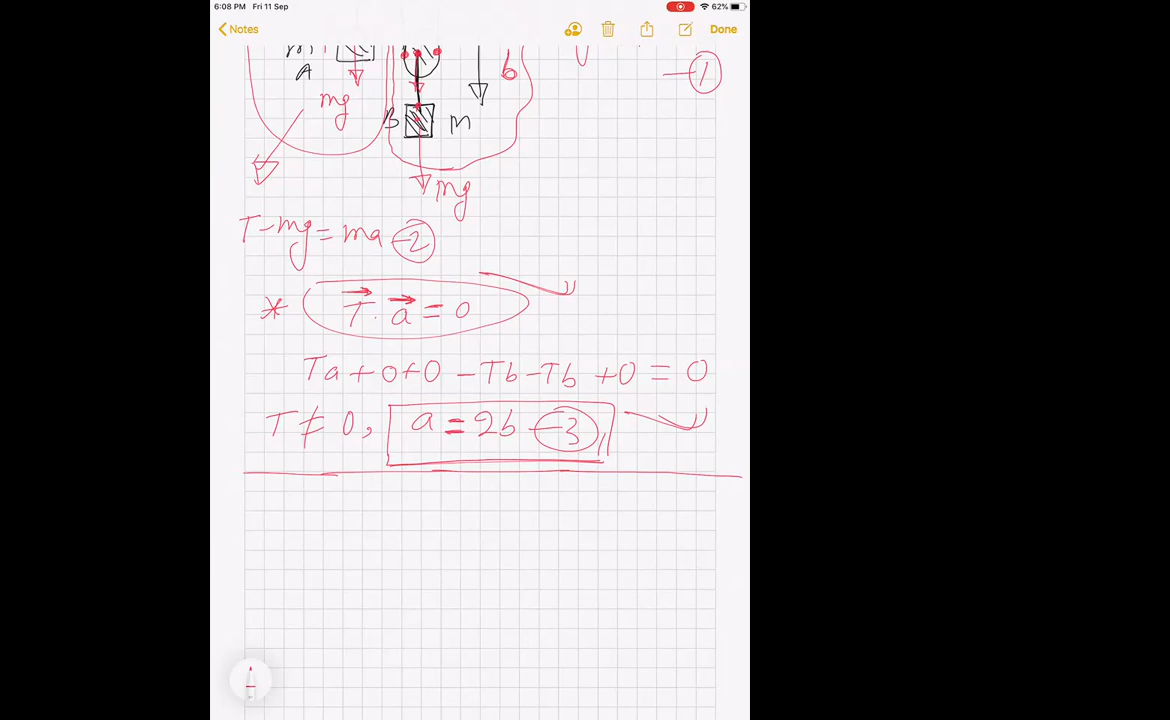 6:08 PM Fri 11 Sep 62%
Notes Done
m
A
mg
b
-1
B m
mg
T-mg=ma -2
* T⃗. a⃗ = 0
Ta+0+0 -Tb-Tb +0 = 0
T≠0, a=2b -3